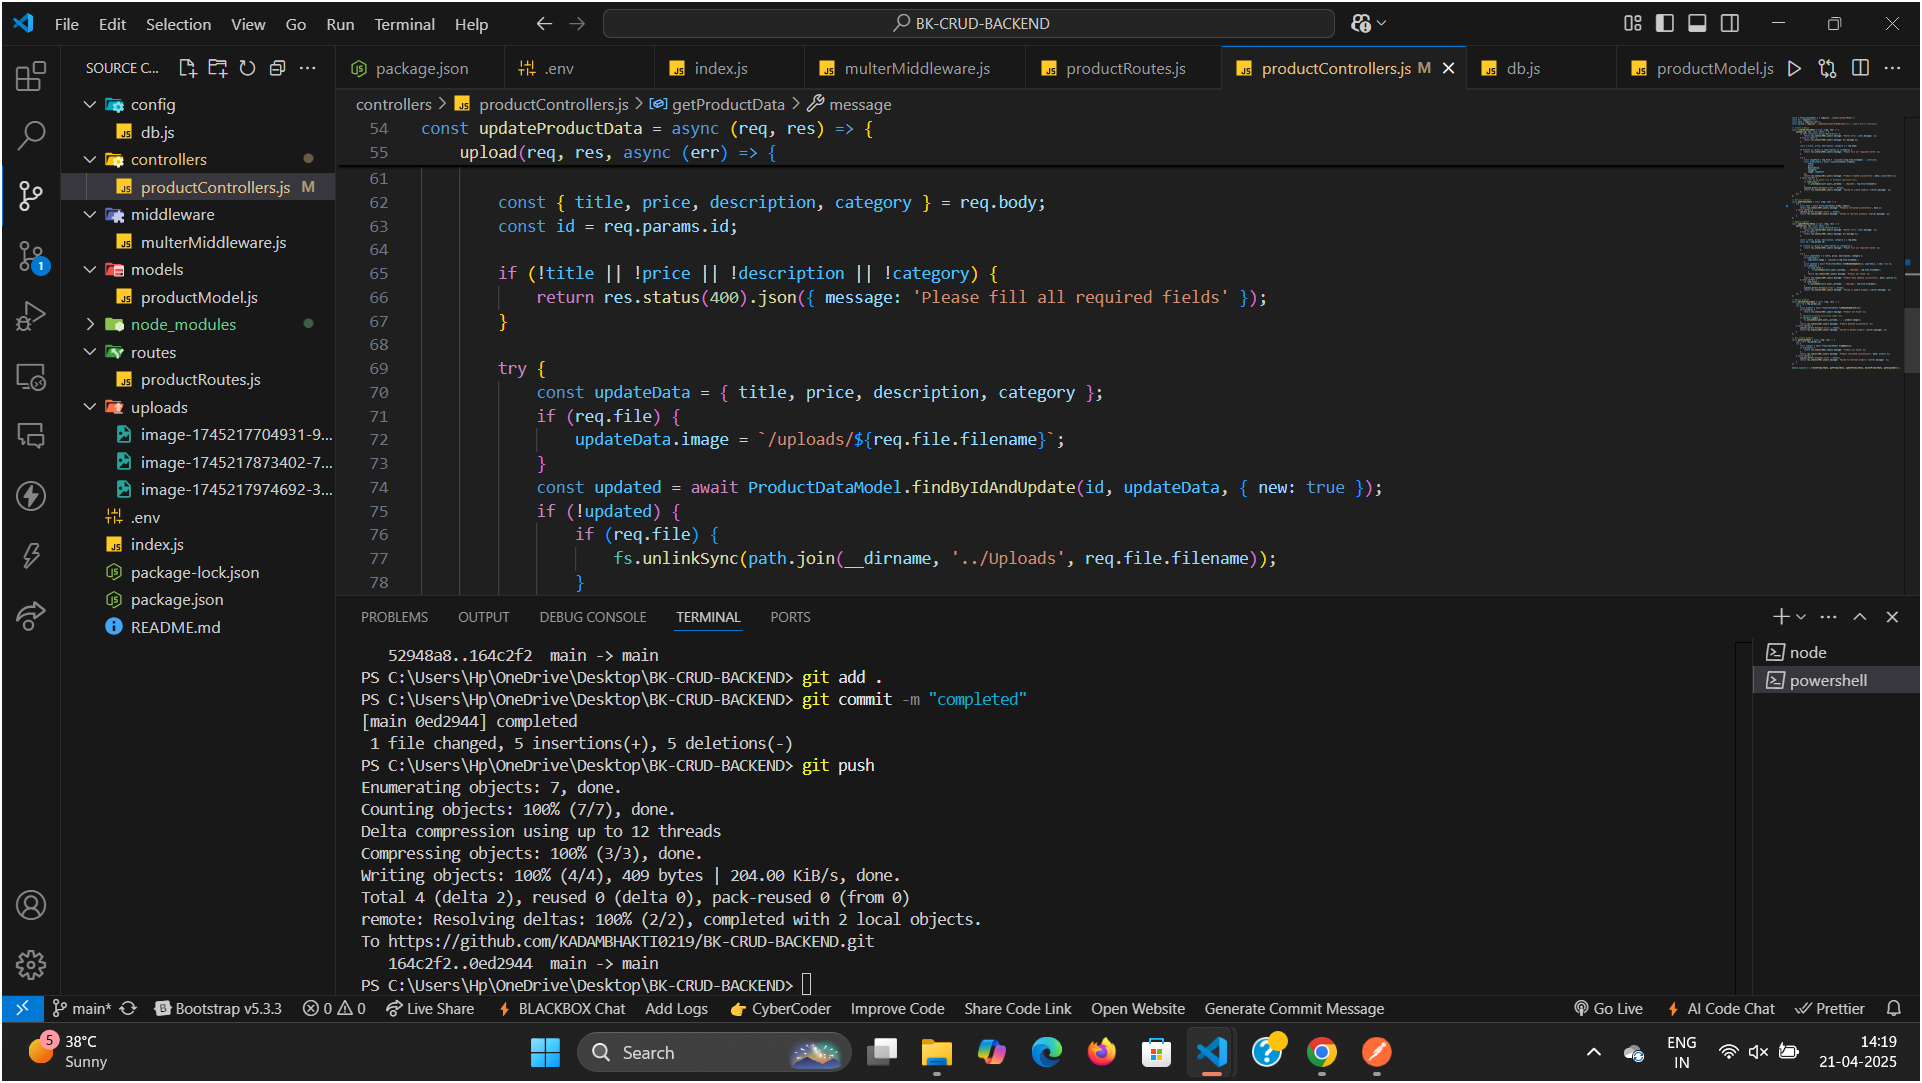 File Edit Selection View Go Run Terminal Help
BK-CRUD-BACKEND
SOURCE C...
package.json
.env
index.js
multerMiddleware.js
productRoutes.js
productControllers.js M
db.js
productModel.js
config
db.js
controllers
productControllers.js M
middleware
multerMiddleware.js
models
productModel.js
node_modules
routes
productRoutes.js
uploads
image-1745217704931-9...
image-1745217873402-7...
image-1745217974692-3...
.env
index.js
package-lock.json
package.json
README.md
1
controllers > productControllers.js > getProductData > message
54 const updateProductData = async (req, res) => {
55 upload(req, res, async (err) => {
61
62 const { title, price, description, category } = req.body;
63 const id = req.params.id;
64
65 if (!title || !price || !description || !category) {
66 return res.status(400).json({ message: 'Please fill all required fields' });
67 }
68
69 try {
70 const updateData = { title, price, description, category };
71 if (req.file) {
72 updateData.image = `/uploads/${req.file.filename}`;
73 }
74 const updated = await ProductDataModel.findByIdAndUpdate(id, updateData, { new: true });
75 if (!updated) {
76 if (req.file) {
77 fs.unlinkSync(path.join(__dirname, '../Uploads', req.file.filename));
78 }
PROBLEMS OUTPUT DEBUG CONSOLE TERMINAL PORTS
52948a8..164c2f2 main -> main
PS C:\Users\Hp\OneDrive\Desktop\BK-CRUD-BACKEND> git add .
PS C:\Users\Hp\OneDrive\Desktop\BK-CRUD-BACKEND> git commit -m "completed"
[main 0ed2944] completed
1 file changed, 5 insertions(+), 5 deletions(-)
PS C:\Users\Hp\OneDrive\Desktop\BK-CRUD-BACKEND> git push
Enumerating objects: 7, done.
Counting objects: 100% (7/7), done.
Delta compression using up to 12 threads
Compressing objects: 100% (3/3), done.
Writing objects: 100% (4/4), 409 bytes | 204.00 KiB/s, done.
Total 4 (delta 2), reused 0 (delta 0), pack-reused 0 (from 0)
remote: Resolving deltas: 100% (2/2), completed with 2 local objects.
To https://github.com/KADAMBHAKTI0219/BK-CRUD-BACKEND.git
164c2f2..0ed2944 main -> main
PS C:\Users\Hp\OneDrive\Desktop\BK-CRUD-BACKEND>
node
powershell
main* Bootstrap v5.3.3 0 0 Live Share BLACKBOX Chat Add Logs CyberCoder Improve Code Share Code Link Open Website Generate Commit Message Go Live AI Code Chat Prettier
5
38°C
Sunny
Search
ENG
IN
14:19
21-04-2025